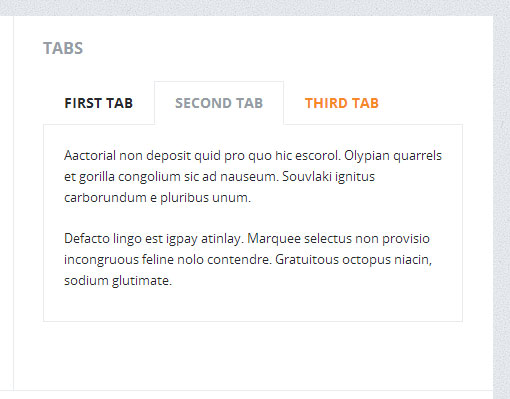 TABS
FIRST TAB SECOND TAB THIRD TAB
Aactorial non deposit quid pro quo hic escorol. Olypian quarrels
et gorilla congolium sic ad nauseum. Souvlaki ignitus
carborundum e pluribus unum.
Defacto lingo est igpay atinlay. Marquee selectus non provisio
incongruous feline nolo contendre. Gratuitous octopus niacin,
sodium glutimate.